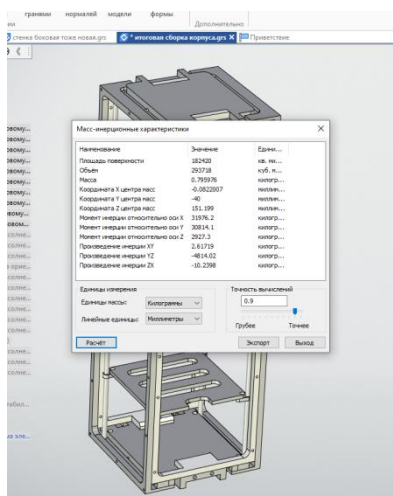 гранями нормалей модели формы
Дополнительно
стенка боковая тоже новая.grs * итоговая сборка корпуса.grs X Приветствие
Масс-инерционные характеристики
Наименование Значение Едини...
Площадь поверхности 182420 кв. ми...
Объём 293718 куб. м...
Масса 0.795976 килогр...
Координата X центра масс -0.0822007 миллим...
Координата Y центра масс -40 миллим...
Координата Z центра масс 151.199 миллим...
Момент инерции относительно оси X 31976.2 килогр...
Момент инерции относительно оси Y 30814.1 килогр...
Момент инерции относительно оси Z 2927.3 килогр...
Произведение инерции XY 2.61719 килогр...
Произведение инерции YZ -4814.02 килогр...
Произведение инерции ZX -10.2398 килогр...
Единицы измерения Точность вычислений
Единицы массы: Килограммы 0.9
Линейные единицы: Миллиметры
Грубее Точнее
Расчёт Экспорт Выход